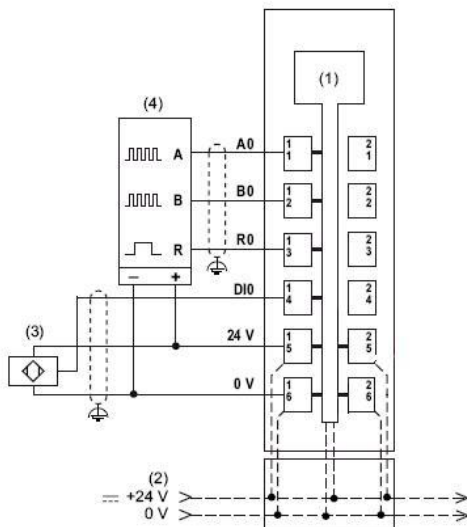 (1)
(4)
A A0 1 1 2 1
B B0 1 2 2 2
R R0 1 3 2 3
− +
DI0 1 4 2 4
(3)
24 V 1 5 2 5
0 V 1 6 2 6
(2)
+24 V
0 V